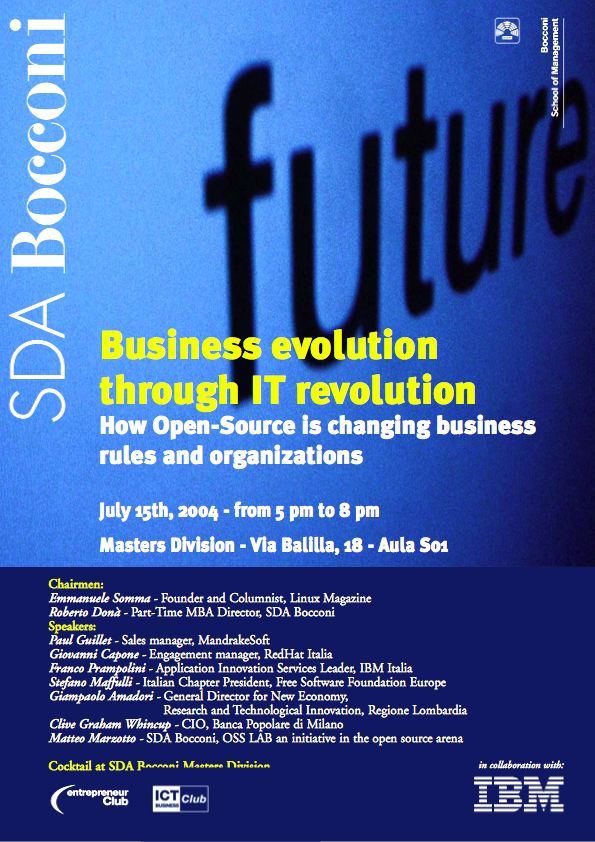 SDA Bocconi
Bocconi
School of Management
future
Business evolution
through IT revolution
How Open-Source is changing business
rules and organizations
July 15th, 2004 - from 5 pm to 8 pm
Masters Division - Via Balilla, 18 - Aula S01
Chairmen:
Emmanuele Somma - Founder and Columnist, Linux Magazine
Roberto Donà - Part-Time MBA Director, SDA Bocconi
Speakers:
Paul Guillet - Sales manager, MandrakeSoft
Giovanni Capone - Engagement manager, RedHat Italia
Franco Prampolini - Application Innovation Services Leader, IBM Italia
Stefano Maffulli - Italian Chapter President, Free Software Foundation Europe
Giampaolo Amadori - General Director for New Economy,
Research and Technological Innovation, Regione Lombardia
Clive Graham Whincup - CIO, Banca Popolare di Milano
Matteo Marzotto - SDA Bocconi, OSS LAB an initiative in the open source arena
Cocktail at SDA Bocconi Masters Division
in collaboration with:
entrepreneur
Club
ICT
BUSINESS
Club
IBM